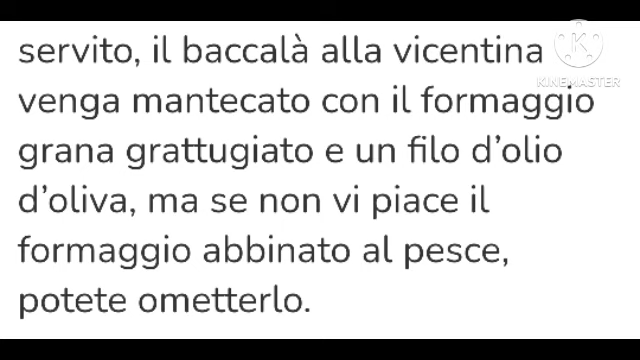 servito, il baccalà alla vicentina
venga mantecato con il formaggio
grana grattugiato e un filo d'olio
d'oliva, ma se non vi piace il
formaggio abbinato al pesce,
potete ometterlo.
K
KINEMASTER